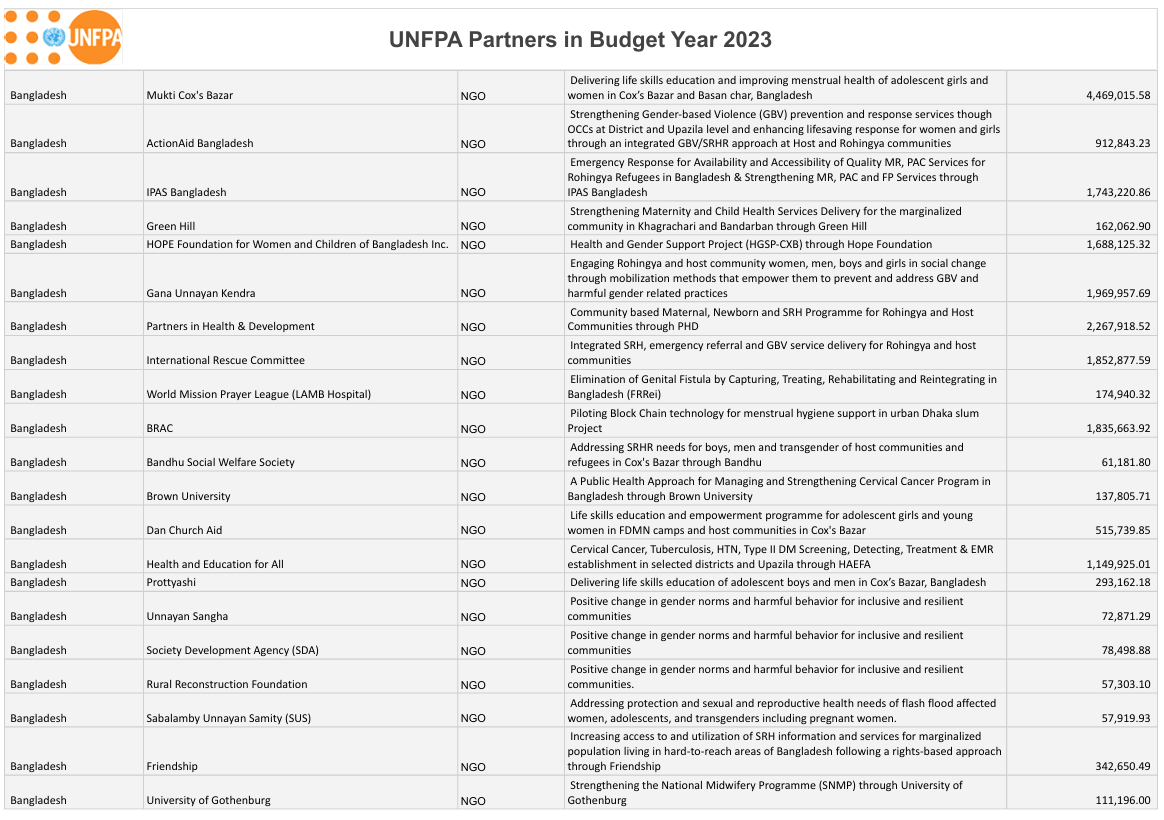 UNFPA
UNFPA Partners in Budget Year 2023
Delivering life skills education and improving menstrual health of adolescent girls and
Bangladesh Mukti Cox's Bazar NGO women in Cox’s Bazar and Basan char, Bangladesh 4,469,015.58
Strengthening Gender-based Violence (GBV) prevention and response services though
OCCs at District and Upazila level and enhancing lifesaving response for women and girls
Bangladesh ActionAid Bangladesh NGO through an integrated GBV/SRHR approach at Host and Rohingya communities 912,843.23
Emergency Response for Availability and Accessibility of Quality MR, PAC Services for
Rohingya Refugees in Bangladesh & Strengthening MR, PAC and FP Services through
Bangladesh IPAS Bangladesh NGO IPAS Bangladesh 1,743,220.86
Strengthening Maternity and Child Health Services Delivery for the marginalized
Bangladesh Green Hill NGO community in Khagrachari and Bandarban through Green Hill 162,062.90
Bangladesh HOPE Foundation for Women and Children of Bangladesh Inc. NGO Health and Gender Support Project (HGSP-CXB) through Hope Foundation 1,688,125.32
Engaging Rohingya and host community women, men, boys and girls in social change
through mobilization methods that empower them to prevent and address GBV and
Bangladesh Gana Unnayan Kendra NGO harmful gender related practices 1,969,957.69
Community based Maternal, Newborn and SRH Programme for Rohingya and Host
Bangladesh Partners in Health & Development NGO Communities through PHD 2,267,918.52
Integrated SRH, emergency referral and GBV service delivery for Rohingya and host
Bangladesh International Rescue Committee NGO communities 1,852,877.59
Elimination of Genital Fistula by Capturing, Treating, Rehabilitating and Reintegrating in
Bangladesh World Mission Prayer League (LAMB Hospital) NGO Bangladesh (FRRei) 174,940.32
Piloting Block Chain technology for menstrual hygiene support in urban Dhaka slum
Bangladesh BRAC NGO Project 1,835,663.92
Addressing SRHR needs for boys, men and transgender of host communities and
Bangladesh Bandhu Social Welfare Society NGO refugees in Cox's Bazar through Bandhu 61,181.80
A Public Health Approach for Managing and Strengthening Cervical Cancer Program in
Bangladesh Brown University NGO Bangladesh through Brown University 137,805.71
Life skills education and empowerment programme for adolescent girls and young
Bangladesh Dan Church Aid NGO women in FDMN camps and host communities in Cox's Bazar 515,739.85
Cervical Cancer, Tuberculosis, HTN, Type II DM Screening, Detecting, Treatment & EMR
Bangladesh Health and Education for All NGO establishment in selected districts and Upazila through HAEFA 1,149,925.01
Bangladesh Prottyashi NGO Delivering life skills education of adolescent boys and men in Cox’s Bazar, Bangladesh 293,162.18
Positive change in gender norms and harmful behavior for inclusive and resilient
Bangladesh Unnayan Sangha NGO communities 72,871.29
Positive change in gender norms and harmful behavior for inclusive and resilient
Bangladesh Society Development Agency (SDA) NGO communities 78,498.88
Positive change in gender norms and harmful behavior for inclusive and resilient
Bangladesh Rural Reconstruction Foundation NGO communities. 57,303.10
Addressing protection and sexual and reproductive health needs of flash flood affected
Bangladesh Sabalamby Unnayan Samity (SUS) NGO women, adolescents, and transgenders including pregnant women. 57,919.93
Increasing access to and utilization of SRH information and services for marginalized
population living in hard-to-reach areas of Bangladesh following a rights-based approach
Bangladesh Friendship NGO through Friendship 342,650.49
Strengthening the National Midwifery Programme (SNMP) through University of
Bangladesh University of Gothenburg NGO Gothenburg 111,196.00